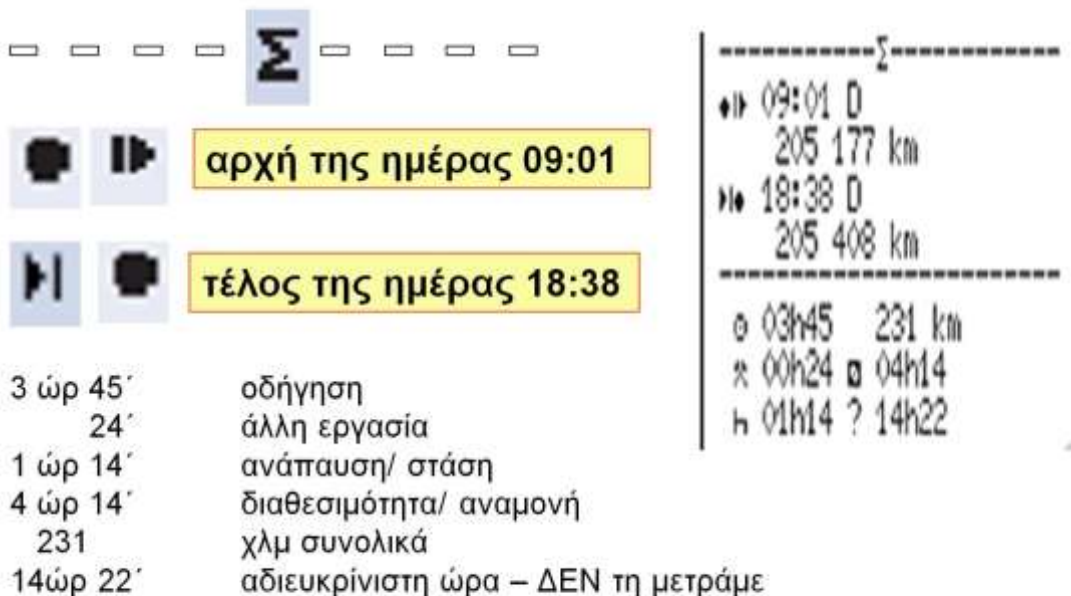 Σ
αρχή της ημέρας 09:01
τέλος της ημέρας 18:38
3 ώρ 45΄ οδήγηση
24΄ άλλη εργασία
1 ώρ 14΄ ανάπαυση/ στάση
4 ώρ 14΄ διαθεσιμότητα/ αναμονή
231 χλμ συνολικά
14ώρ 22΄ αδιευκρίνιστη ώρα – ΔΕΝ τη μετράμε
-----------Σ------------
09:01 D
205 177 km
18:38 D
205 408 km
------------------------
03h45 231 km
00h24 04h14
01h14 ? 14h22